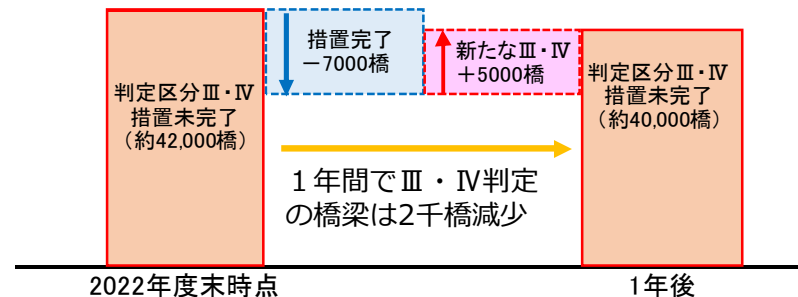 判定区分Ⅲ・Ⅳ
措置未完了
（約42,000橋）
措置完了
－7000橋
新たなⅢ・Ⅳ
＋5000橋
判定区分Ⅲ・Ⅳ
措置未完了
（約40,000橋）
１年間でⅢ・Ⅳ判定
の橋梁は2千橋減少
2022年度末時点
1年後